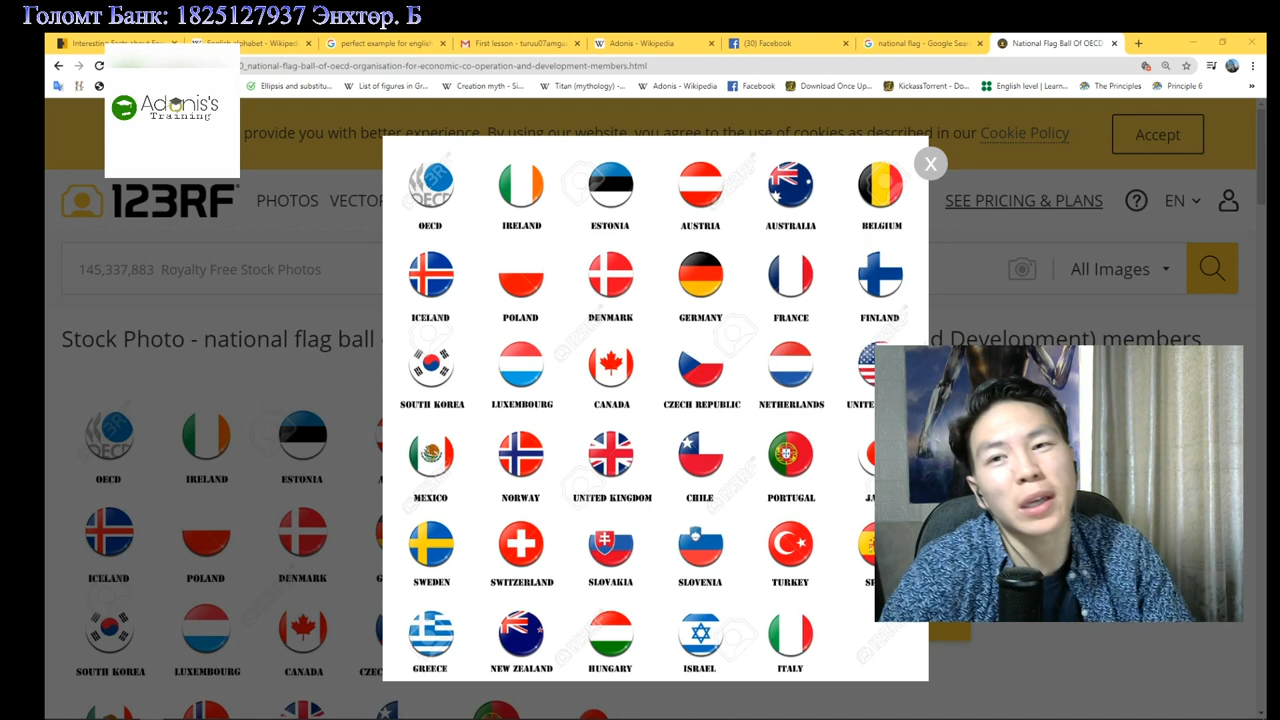 Голомт Банк: 1825127937 Энхтөр. Б
Interesting Facts about
English alphabet - Wikiped
perfect example for english
First lesson - turuu07amga
Adonis - Wikipedia
(30) Facebook
national flag - Google Sea
National Flag Ball Of OECD
0_national-flag-ball-of-oecd-organisation-for-economic-co-operation-and-development-members.html
Ellipsis and substitu...
List of figures in Gr...
Creation myth - Si...
Titan (mythology) -...
Adonis - Wikipedia
Facebook
Download Once Up...
KickassTorrent - Do...
English level | Learn...
The Principles
Principle 6
Adonis's
Training
provide you with better experience. By using our website, you agree to the use of cookies as described in our Cookie Policy
Accept
123RF
PHOTOS
VECTOR
SEE PRICING & PLANS
EN
145,337,883 Royalty Free Stock Photos
All Images
Stock Photo - national flag ball
d Development) members
OECD IRELAND ESTONIA AUSTRIA AUSTRALIA BELGIUM
ICELAND POLAND DENMARK GERMANY FRANCE FINLAND
SOUTH KOREA LUXEMBOURG CANADA CZECH REPUBLIC NETHERLANDS UNITE
MEXICO NORWAY UNITED KINGDOM CHILE PORTUGAL JA
SWEDEN SWITZERLAND SLOVAKIA SLOVENIA TURKEY SP
GREECE NEW ZEALAND HUNGARY ISRAEL ITALY
OECD IRELAND ESTONIA
ICELAND POLAND DENMARK
SOUTH KOREA LUXEMBOURG CANADA CZEC